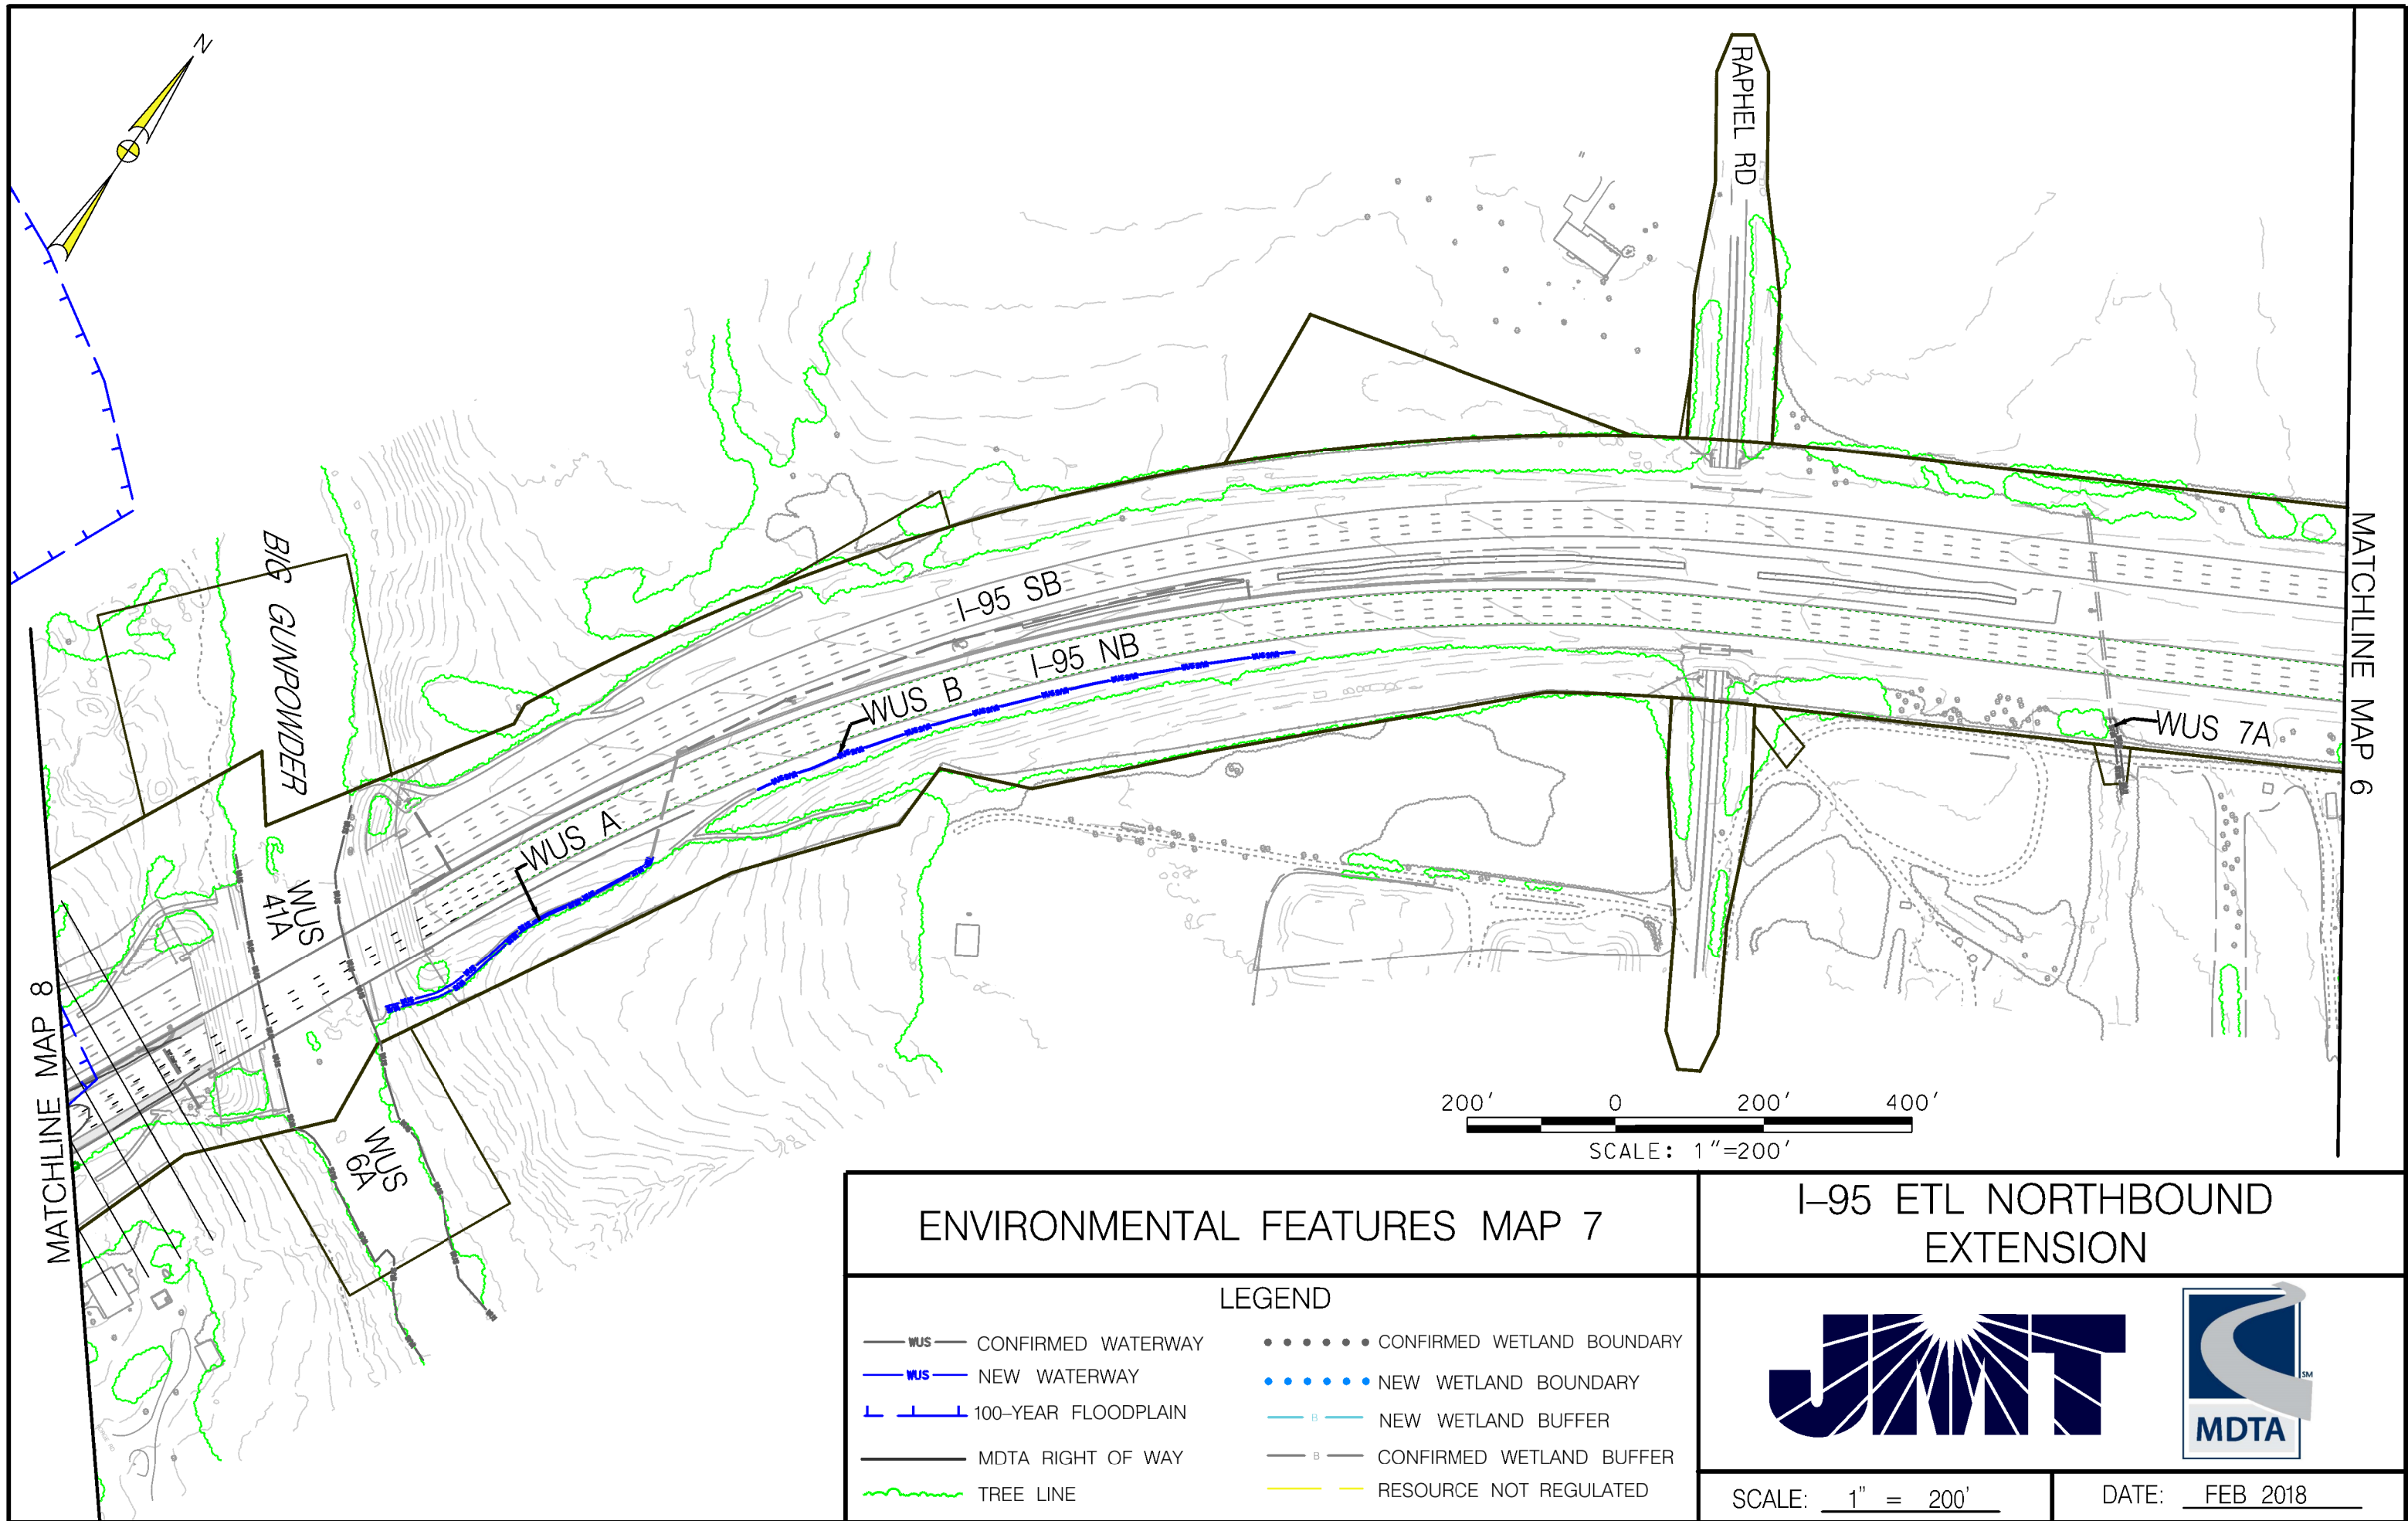 N
RAPHEL RD
BIG GUNPOWDER
I-95 SB
I-95 NB
WUS B
WUS A
WUS 7A
WUS
41A
WUS
6A
MATCHLINE MAP 6
MATCHLINE MAP 8
200' 0 200' 400'
SCALE: 1"=200'
ENVIRONMENTAL FEATURES MAP 7
I-95 ETL NORTHBOUND
EXTENSION
LEGEND
WUS CONFIRMED WATERWAY
WUS NEW WATERWAY
100-YEAR FLOODPLAIN
MDTA RIGHT OF WAY
TREE LINE
CONFIRMED WETLAND BOUNDARY
NEW WETLAND BOUNDARY
B NEW WETLAND BUFFER
B CONFIRMED WETLAND BUFFER
RESOURCE NOT REGULATED
JMT
SM
MDTA
SCALE: 1" = 200'
DATE: FEB 2018